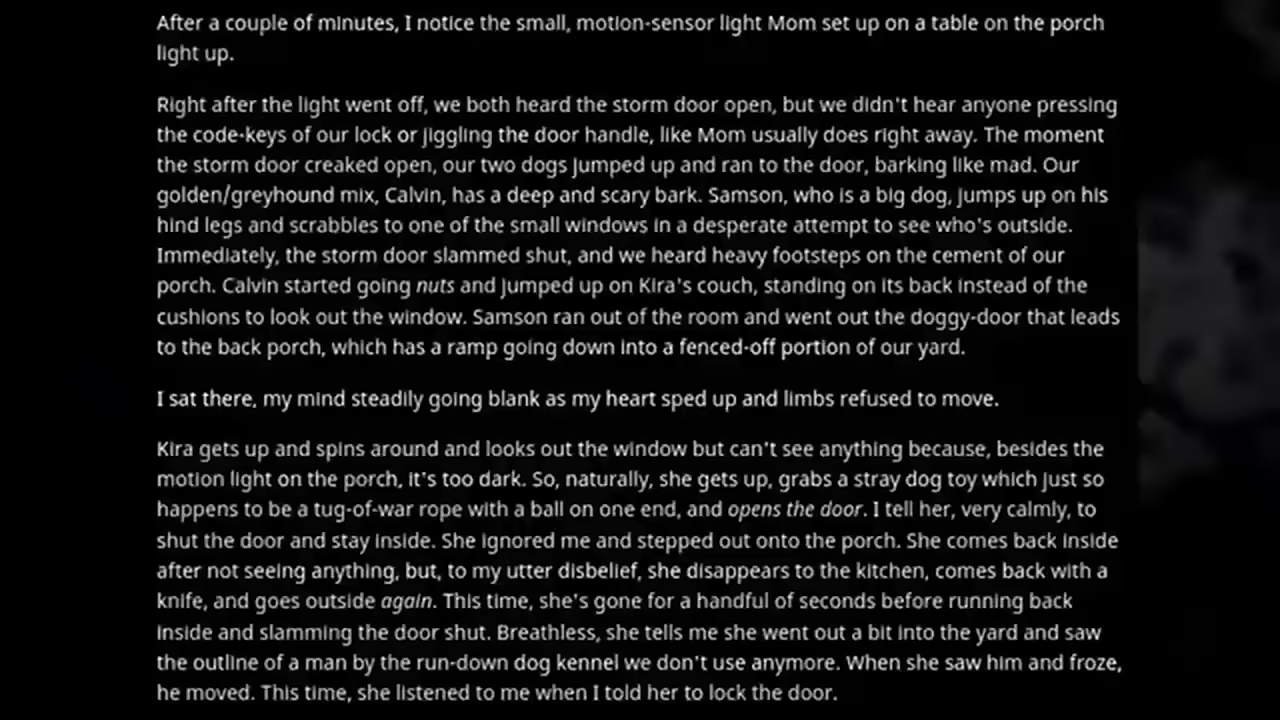 After a couple of minutes, I notice the small, motion-sensor light Mom set up on a table on the porch
light up.
Right after the light went off, we both heard the storm door open, but we didn't hear anyone pressing
the code-keys of our lock or jiggling the door handle, like Mom usually does right away. The moment
the storm door creaked open, our two dogs jumped up and ran to the door, barking like mad. Our
golden/greyhound mix, Calvin, has a deep and scary bark. Samson, who is a big dog, jumps up on his
hind legs and scrabbles to one of the small windows in a desperate attempt to see who's outside.
Immediately, the storm door slammed shut, and we heard heavy footsteps on the cement of our
porch. Calvin started going nuts and jumped up on Kira's couch, standing on its back instead of the
cushions to look out the window. Samson ran out of the room and went out the doggy-door that leads
to the back porch, which has a ramp going down into a fenced-off portion of our yard.
I sat there, my mind steadily going blank as my heart sped up and limbs refused to move.
Kira gets up and spins around and looks out the window but can't see anything because, besides the
motion light on the porch, it's too dark. So, naturally, she gets up, grabs a stray dog toy which just so
happens to be a tug-of-war rope with a ball on one end, and opens the door. I tell her, very calmly, to
shut the door and stay inside. She ignored me and stepped out onto the porch. She comes back inside
after not seeing anything, but, to my utter disbelief, she disappears to the kitchen, comes back with a
knife, and goes outside again. This time, she's gone for a handful of seconds before running back
inside and slamming the door shut. Breathless, she tells me she went out a bit into the yard and saw
the outline of a man by the run-down dog kennel we don't use anymore. When she saw him and froze,
he moved. This time, she listened to me when I told her to lock the door.